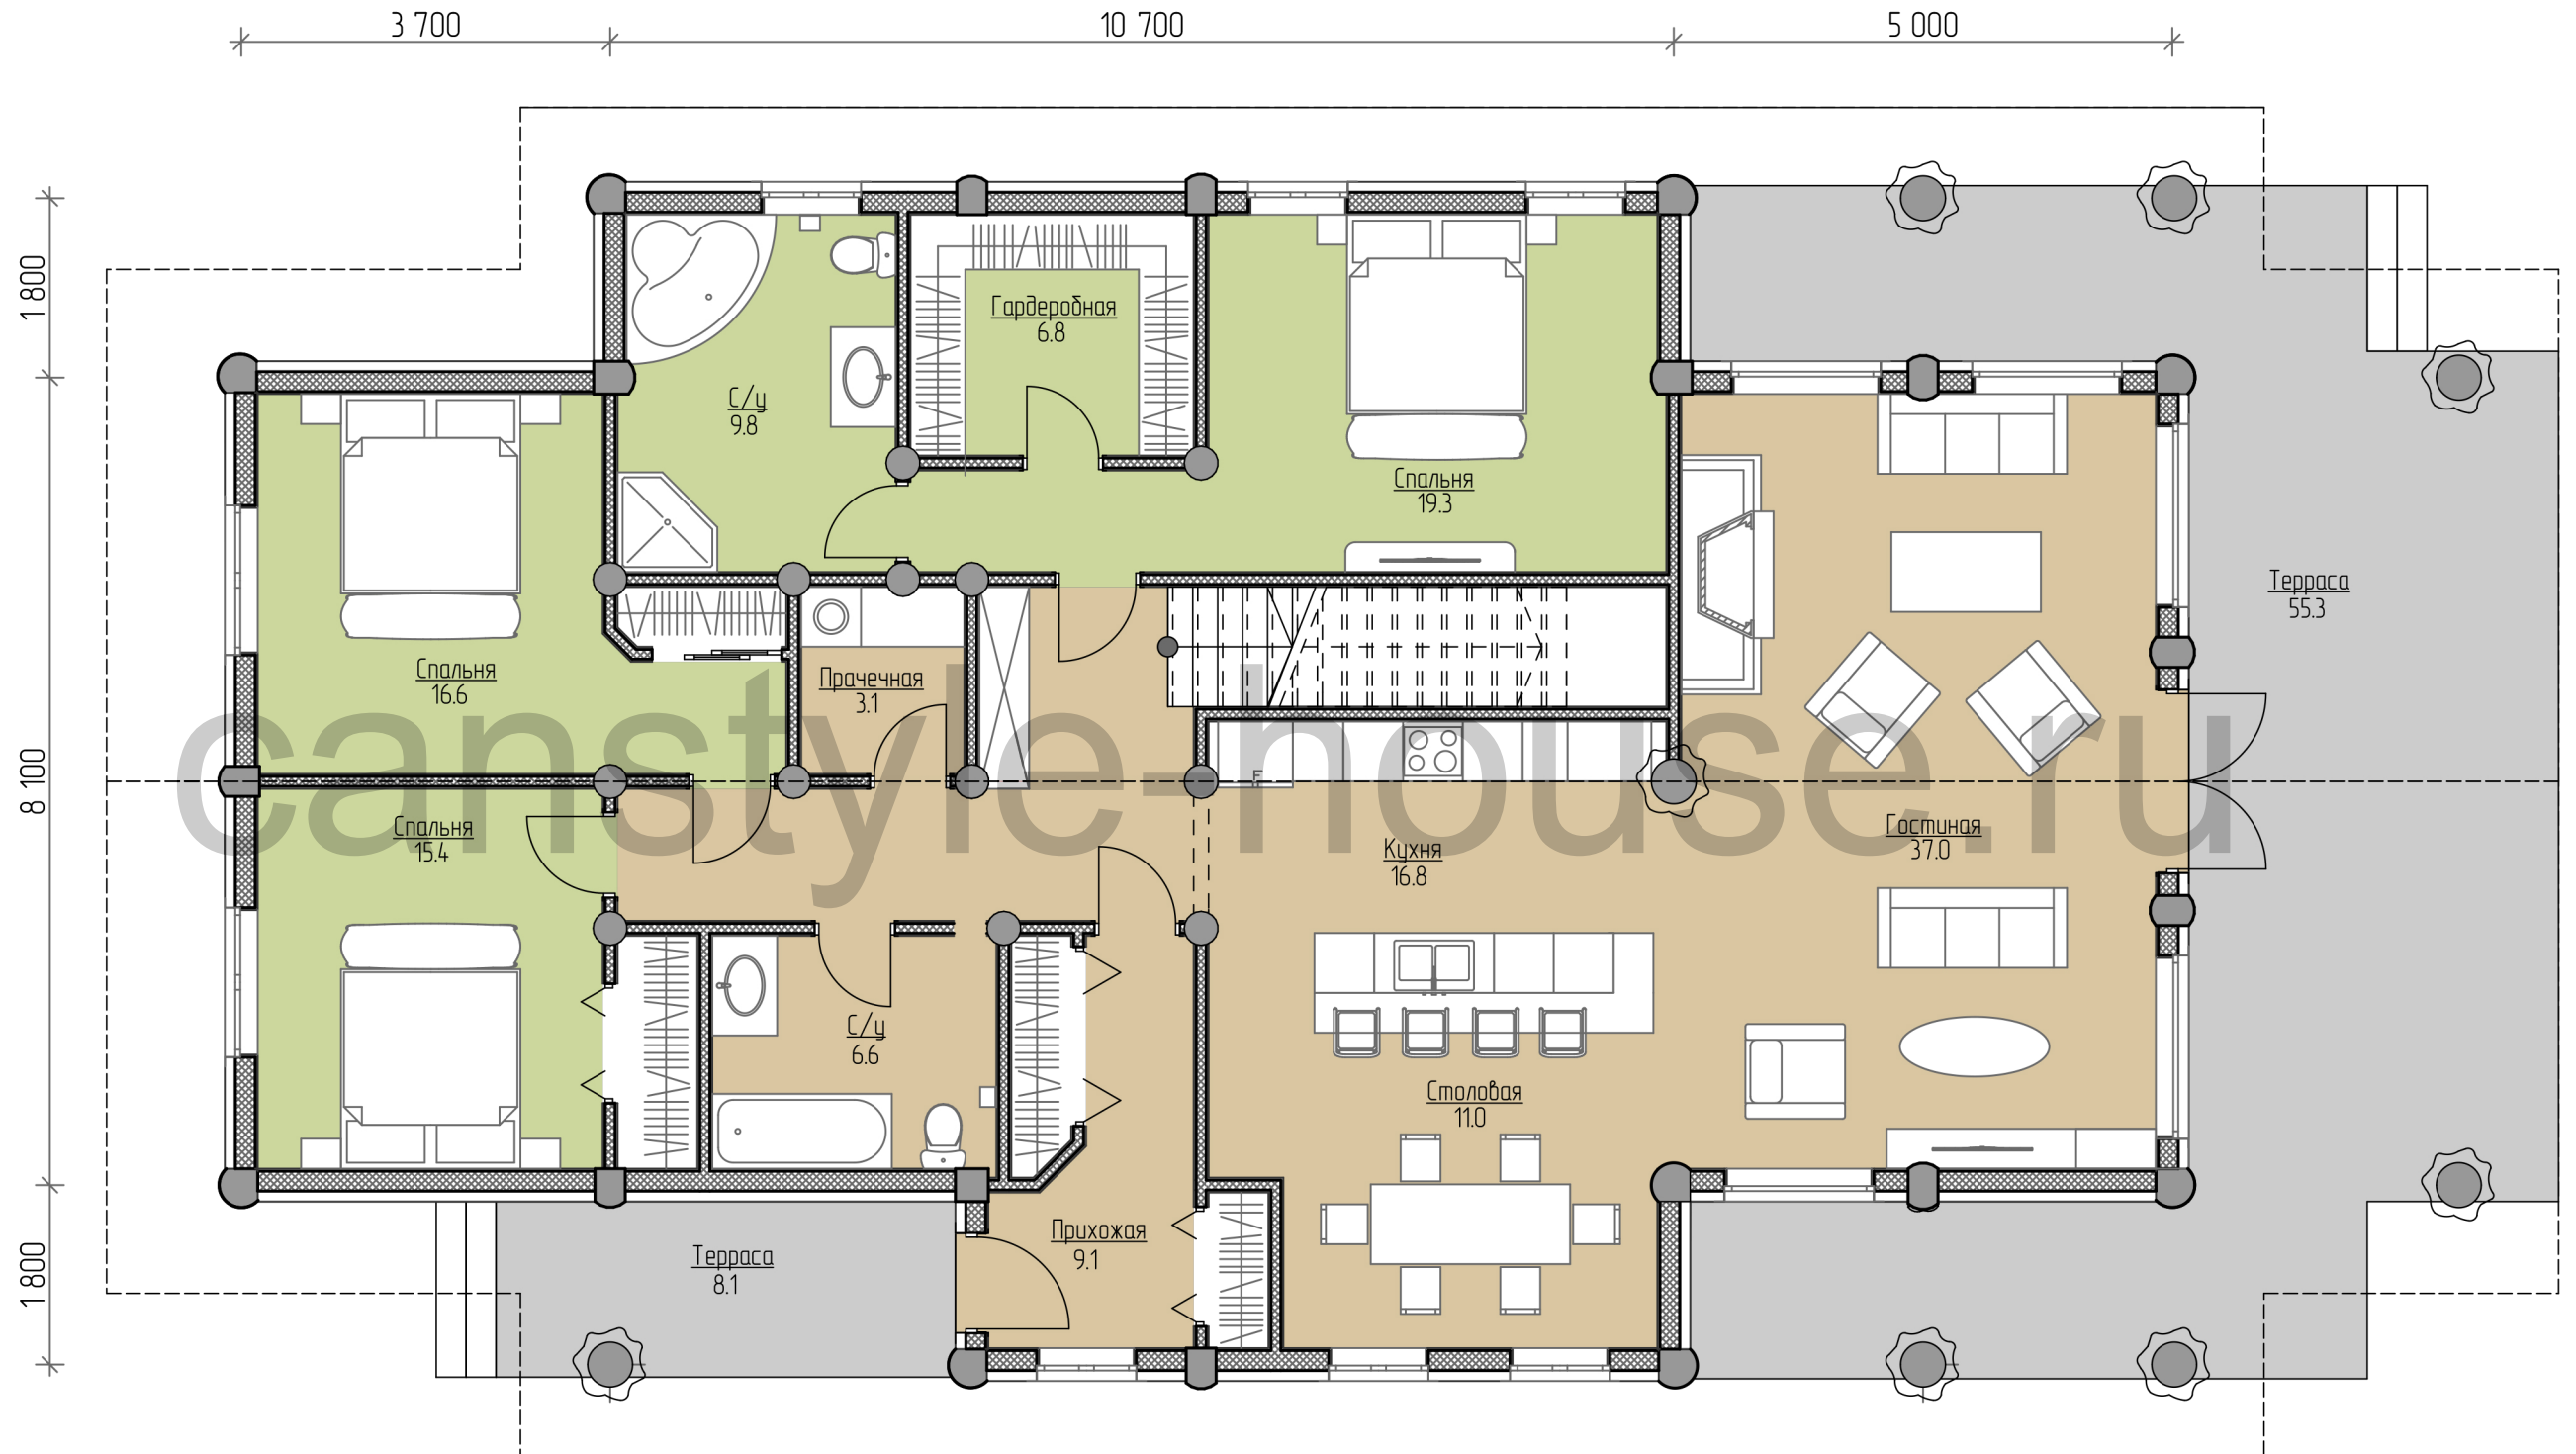 3 700
10 700
5 000
1 800
8 100
1 800
Гардеробная
6.8
С/у
9.8
Спальня
19.3
Терраса
55.3
Спальня
16.6
Прачечная
3.1
Спальня
15.4
Кухня
16.8
Гостиная
37.0
F
canstyle-house.ru
С/у
6.6
Столовая
11.0
Прихожая
9.1
Терраса
8.1